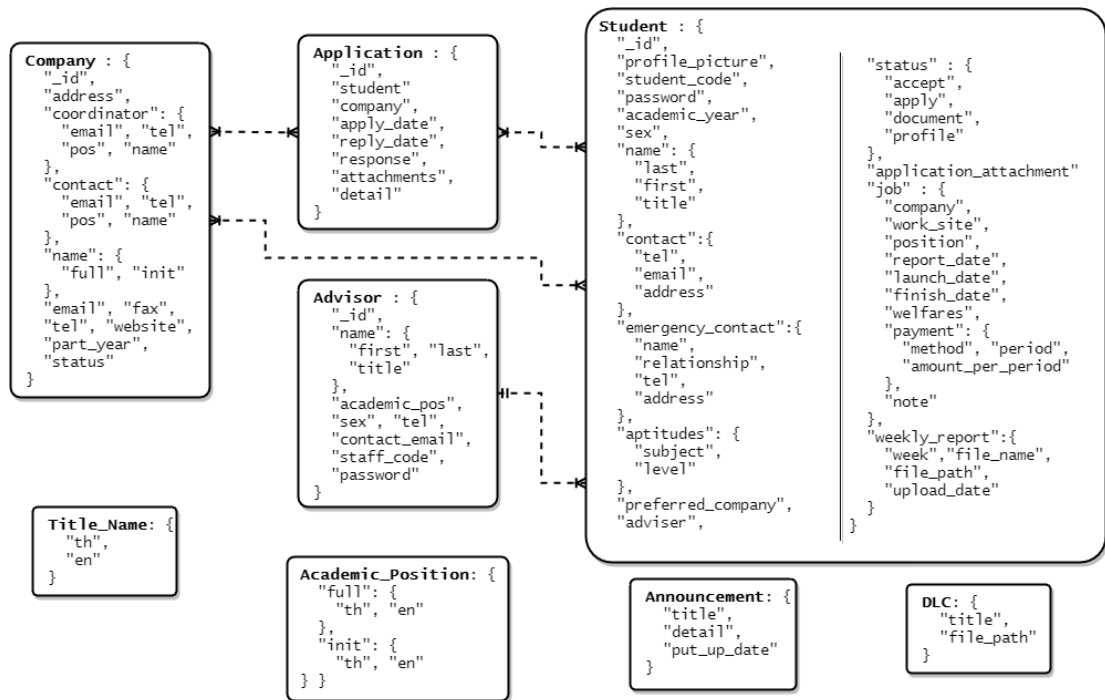 Company : {
"_id",
"address",
"coordinator": {
"email", "tel",
"pos", "name"
},
"contact": {
"email", "tel",
"pos", "name"
},
"name": {
"full", "init"
},
"email", "fax",
"tel", "website",
"part_year",
"status"
}
Application : {
"_id",
"student"
"company",
"apply_date",
"reply_date",
"response",
"attachments",
"detail"
}
Advisor : {
"_id",
"name": {
"first", "last",
"title"
},
"academic_pos",
"sex", "tel",
"contact_email",
"staff_code",
"password"
}
Student : {
"_id",
"profile_picture",
"student_code",
"password",
"academic_year",
"sex",
"name": {
"last",
"first",
"title"
},
"contact":{
"tel",
"email",
"address"
},
"emergency_contact":{
"name",
"relationship",
"tel",
"address"
},
"aptitudes": {
"subject",
"level"
},
"preferred_company",
"adviser",
"status" : {
"accept",
"apply",
"document",
"profile"
},
"application_attachment"
"job" : {
"company",
"work_site",
"position",
"report_date",
"launch_date",
"finish_date",
"welfares",
"payment": {
"method", "period",
"amount_per_period"
},
"note"
},
"weekly_report":{
"week","file_name",
"file_path",
"upload_date"
}
}
Title_Name: {
"th",
"en"
}
Academic_Position: {
"full": {
"th", "en"
},
"init": {
"th", "en"
} }
Announcement: {
"title",
"detail",
"put_up_date"
}
DLC: {
"title",
"file_path"
}